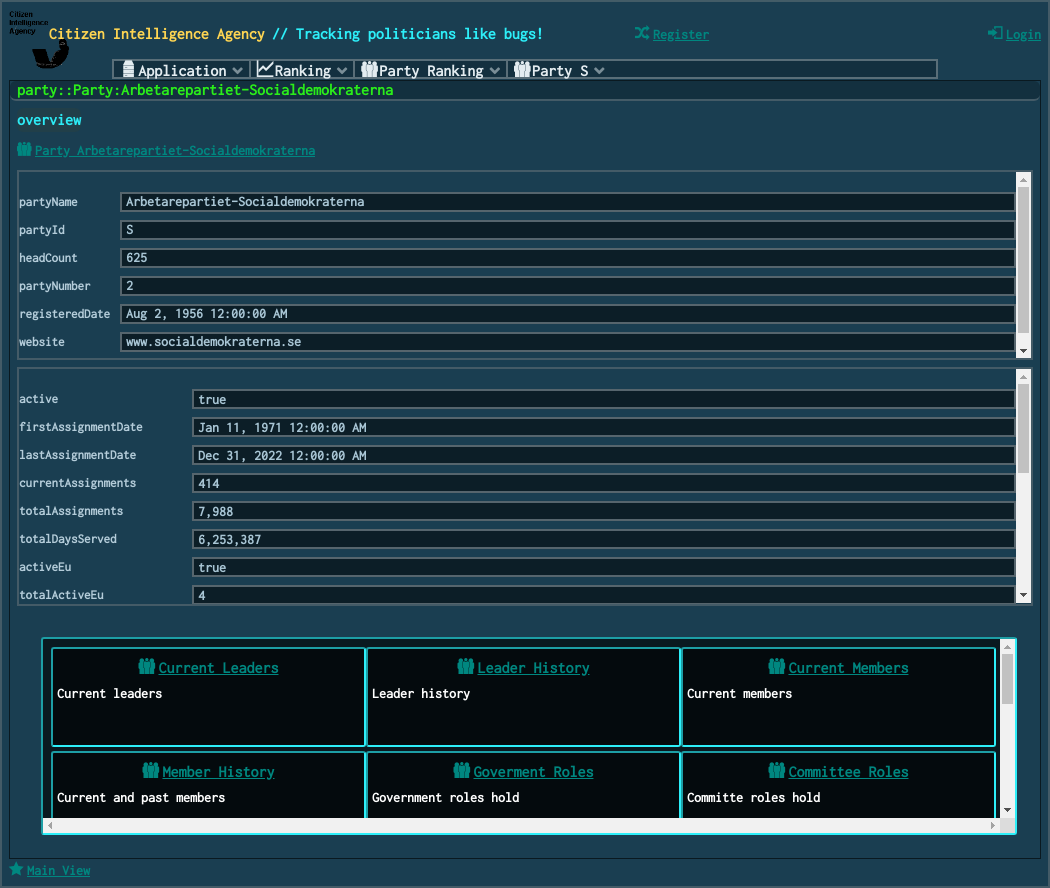 Citizen
Intelligence
Agency
Citizen Intelligence Agency // Tracking politicians like bugs!
Register
Login
Application
Ranking
Party Ranking
Party S
party::Party:Arbetarepartiet-Socialdemokraterna
overview
Party Arbetarepartiet-Socialdemokraterna
partyName Arbetarepartiet-Socialdemokraterna
partyId S
headCount 625
partyNumber 2
registeredDate Aug 2, 1956 12:00:00 AM
website www.socialdemokraterna.se
active true
firstAssignmentDate Jan 11, 1971 12:00:00 AM
lastAssignmentDate Dec 31, 2022 12:00:00 AM
currentAssignments 414
totalAssignments 7,988
totalDaysServed 6,253,387
activeEu true
totalActiveEu 4
Current Leaders
Current leaders
Leader History
Leader history
Current Members
Current members
Member History
Current and past members
Goverment Roles
Government roles hold
Committee Roles
Committe roles hold
Main View